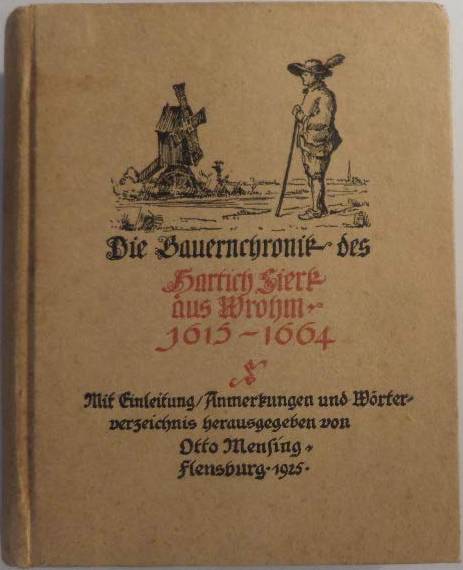 Die Bauernchronik des
Hartich Sierk
aus Wrohm
1615-1664
Mit Einleitung/Anmerkungen und Wörter-
verzeichnis herausgegeben von
Otto Mensing
Flensburg·1925·